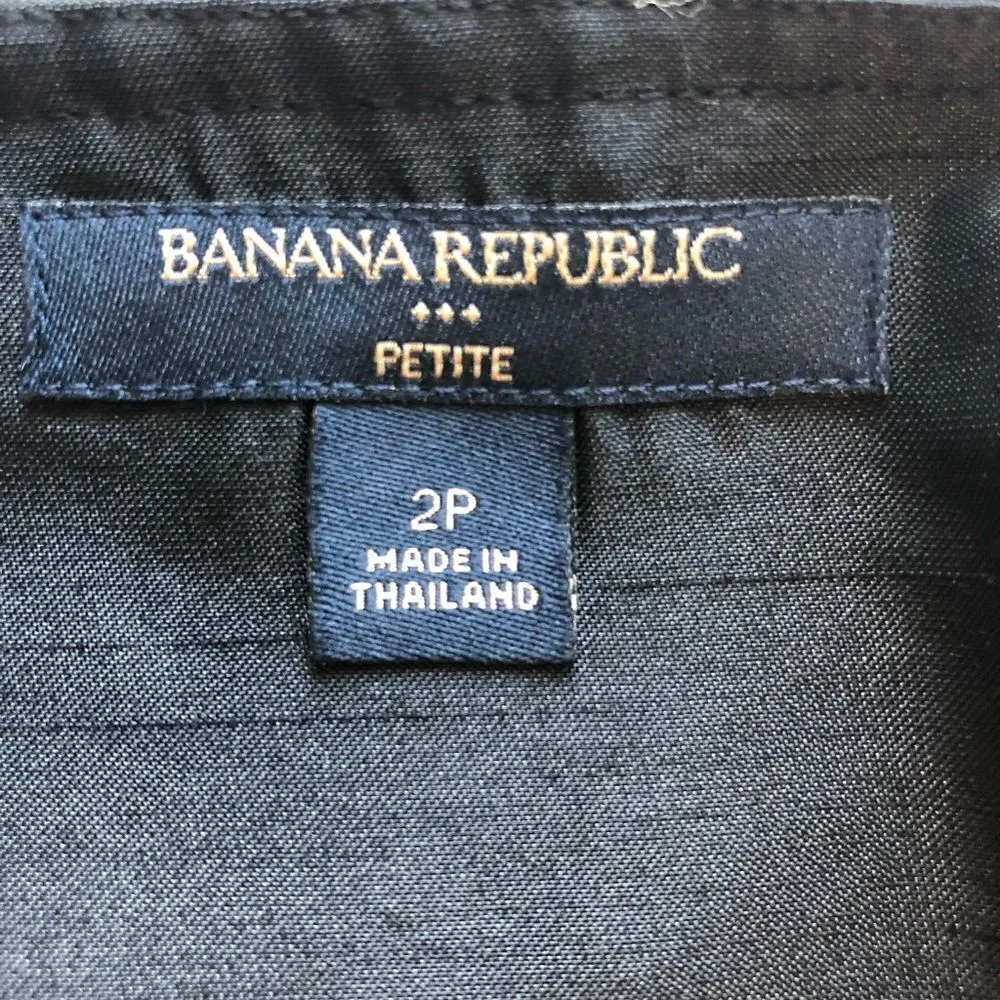 BANANA REPUBLIC
PETITE
2P
MADE IN
THAILAND